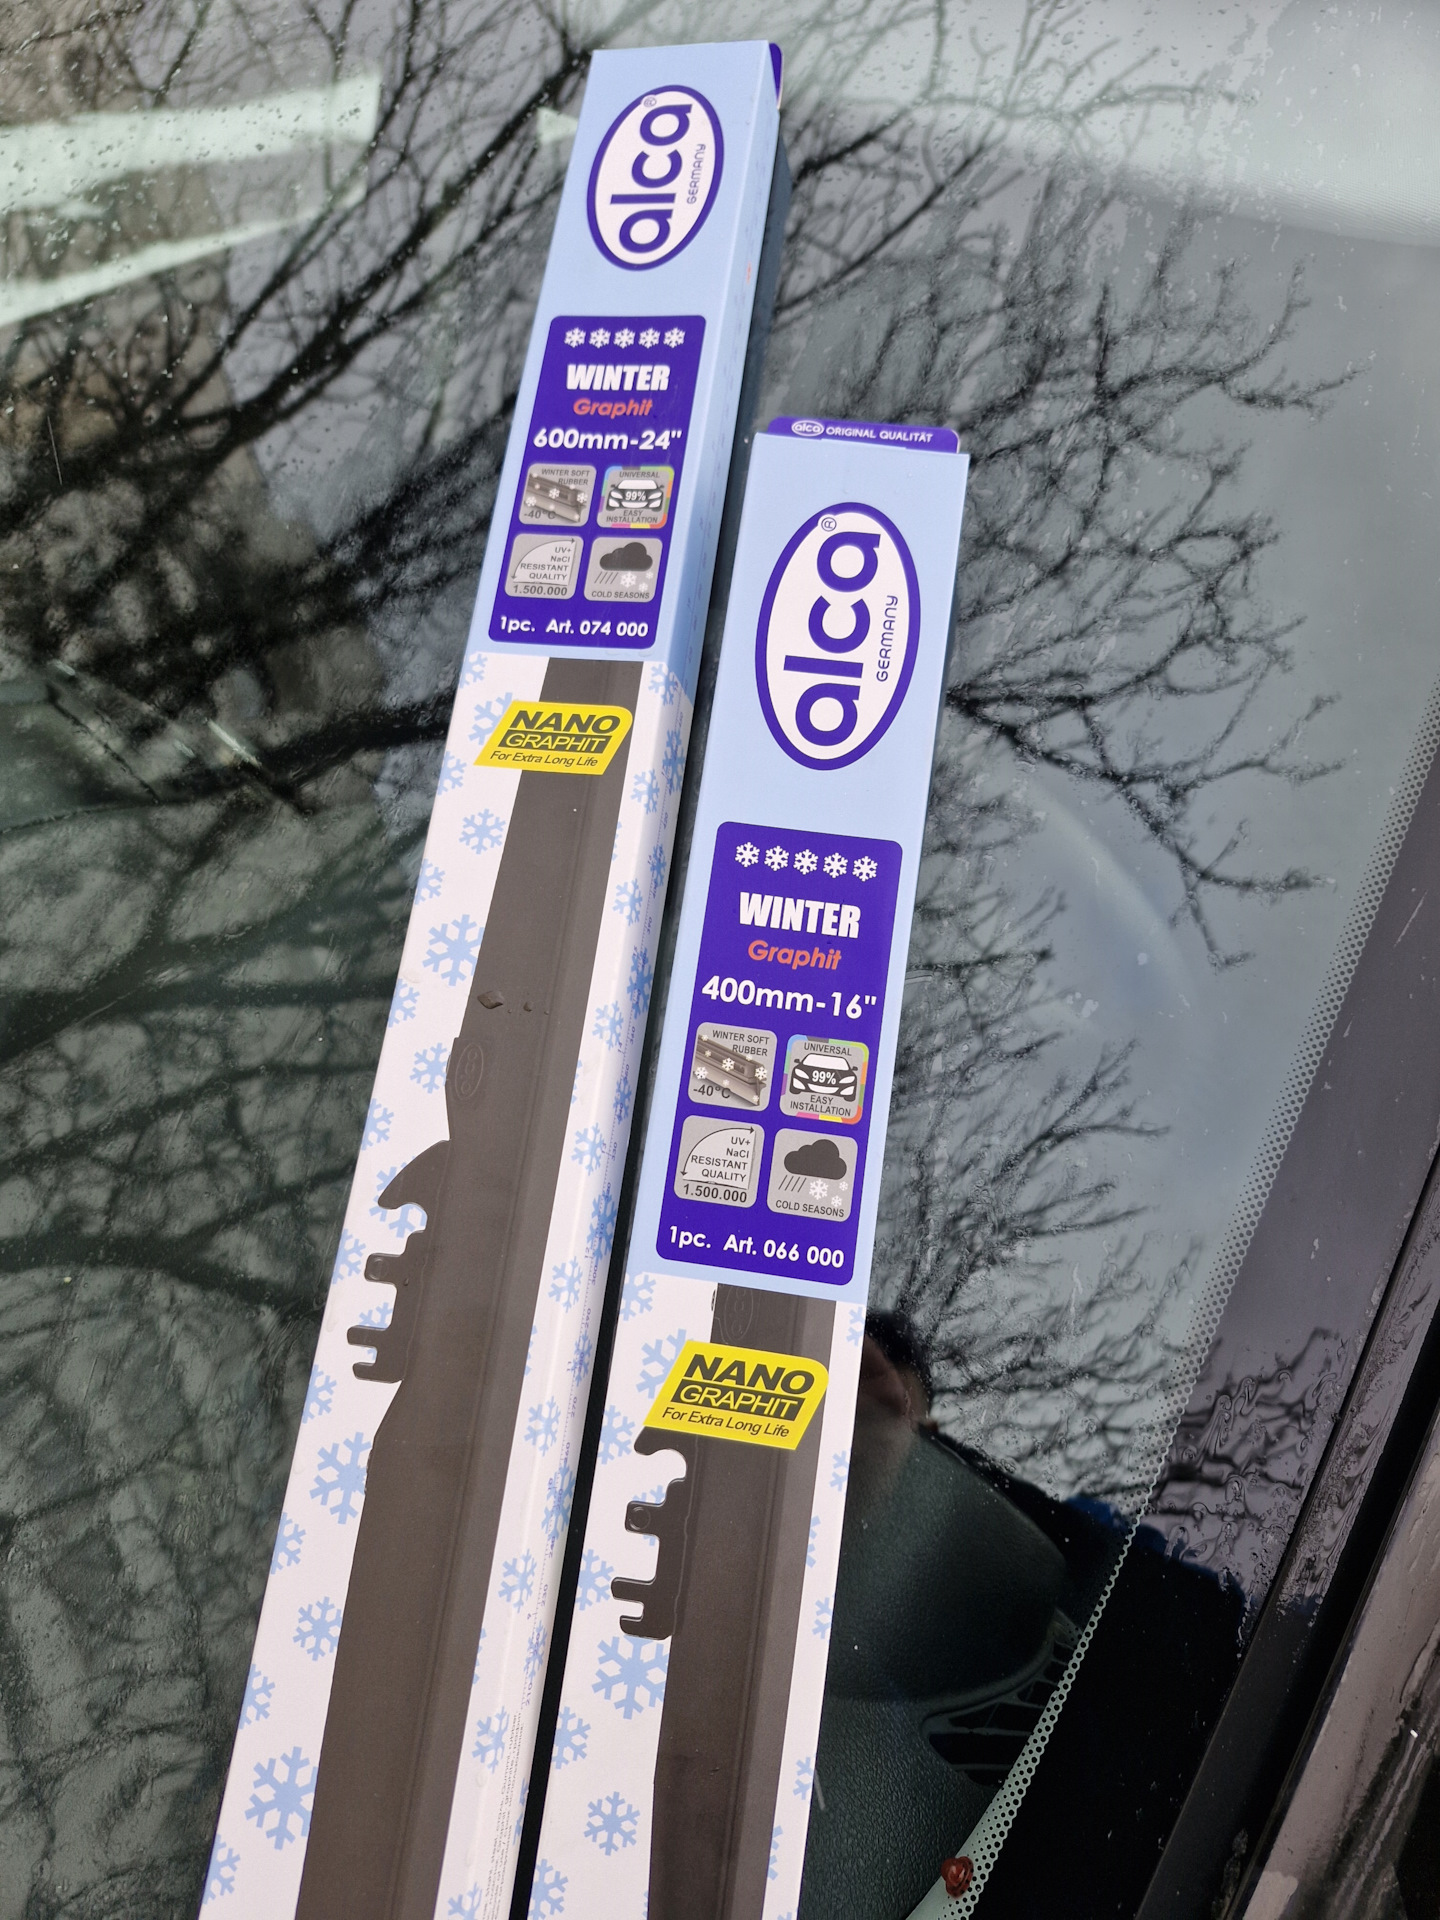 alca®
GERMANY
WINTER
Graphit
600mm-24"
WINTER SOFT
RUBBER
-40°C
UNIVERSAL
99%
EASY
INSTALLATION
UV+
NaCl
RESISTANT
QUALITY
1.500.000
COLD SEASONS
1pc. Art. 074 000
NANO
GRAPHIT
For Extra Long Life
alca ORIGINAL QUALITÄT
alca®
GERMANY
WINTER
Graphit
400mm-16"
WINTER SOFT
RUBBER
-40°C
UNIVERSAL
99%
EASY
INSTALLATION
UV+
NaCl
RESISTANT
QUALITY
1.500.000
COLD SEASONS
1pc. Art. 066 000
NANO
GRAPHIT
For Extra Long Life